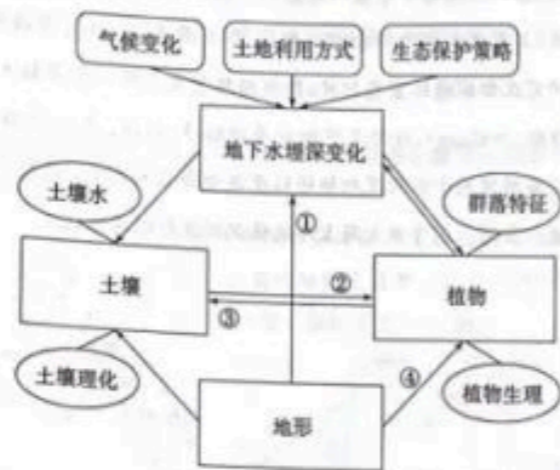 气候变化 土地利用方式 生态保护策略
地下水埋深变化
土壤水 ① 群落特征
土壤 ② 植物
③
土壤理化 ④ 植物生理
地形